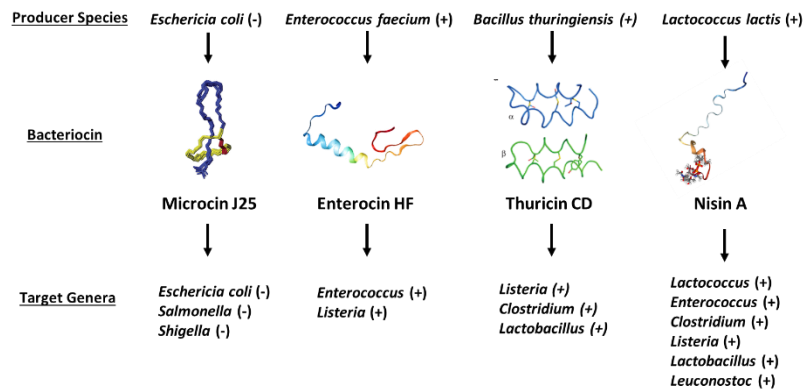 Producer Species
Eschericia coli (-)
Enterococcus faecium (+)
Bacillus thuringiensis (+)
Lactococcus lactis (+)
Bacteriocin
α
β
Microcin J25
Enterocin HF
Thuricin CD
Nisin A
Target Genera
Eschericia coli (-)
Salmonella (-)
Shigella (-)
Enterococcus (+)
Listeria (+)
Listeria (+)
Clostridium (+)
Lactobacillus (+)
Lactococcus (+)
Enterococcus (+)
Clostridium (+)
Listeria (+)
Lactobacillus (+)
Leuconostoc (+)